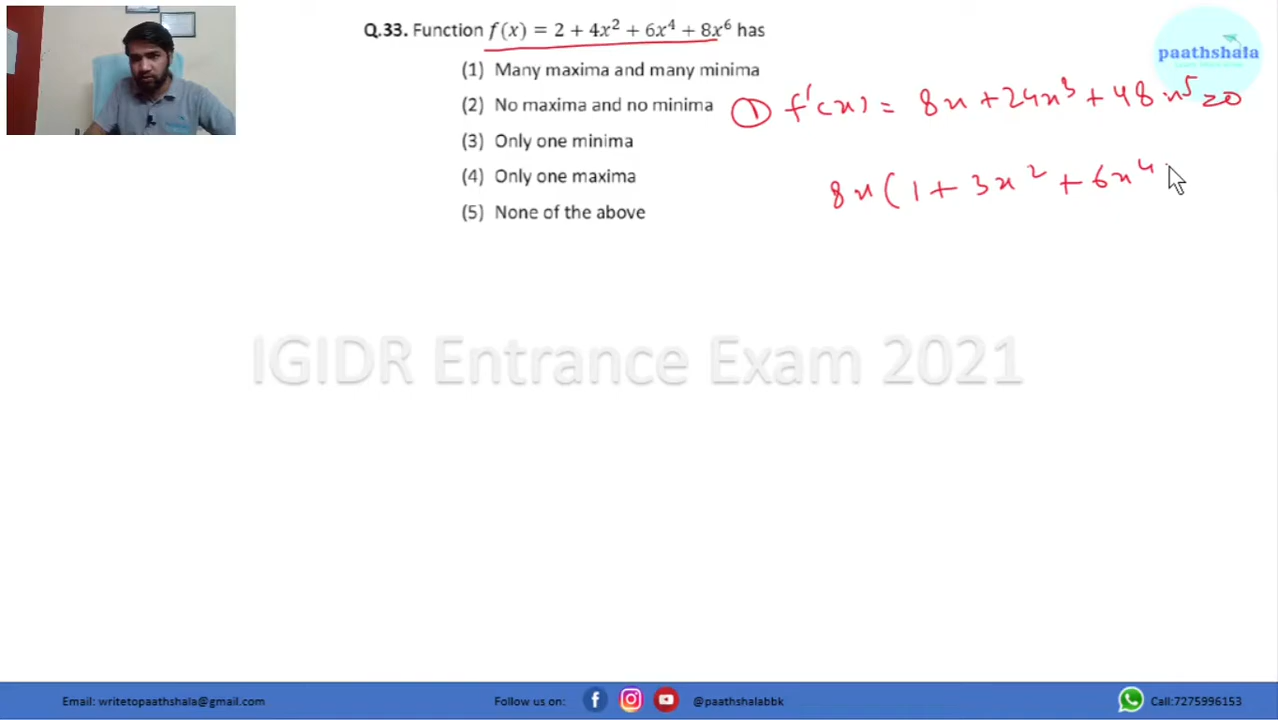 Q.33. Function f(x) = 2 + 4x² + 6x⁴ + 8x⁶ has
(1) Many maxima and many minima
(2) No maxima and no minima
(3) Only one minima
(4) Only one maxima
(5) None of the above
① f'(x) = 8x + 24x³ + 48x⁵ = 0
8x(1 + 3x² + 6x⁴
paathshala
IGIDR Entrance Exam 2021
Email: writetopaathshala@gmail.com
Follow us on:
@paathshalabbk
Call:7275996153